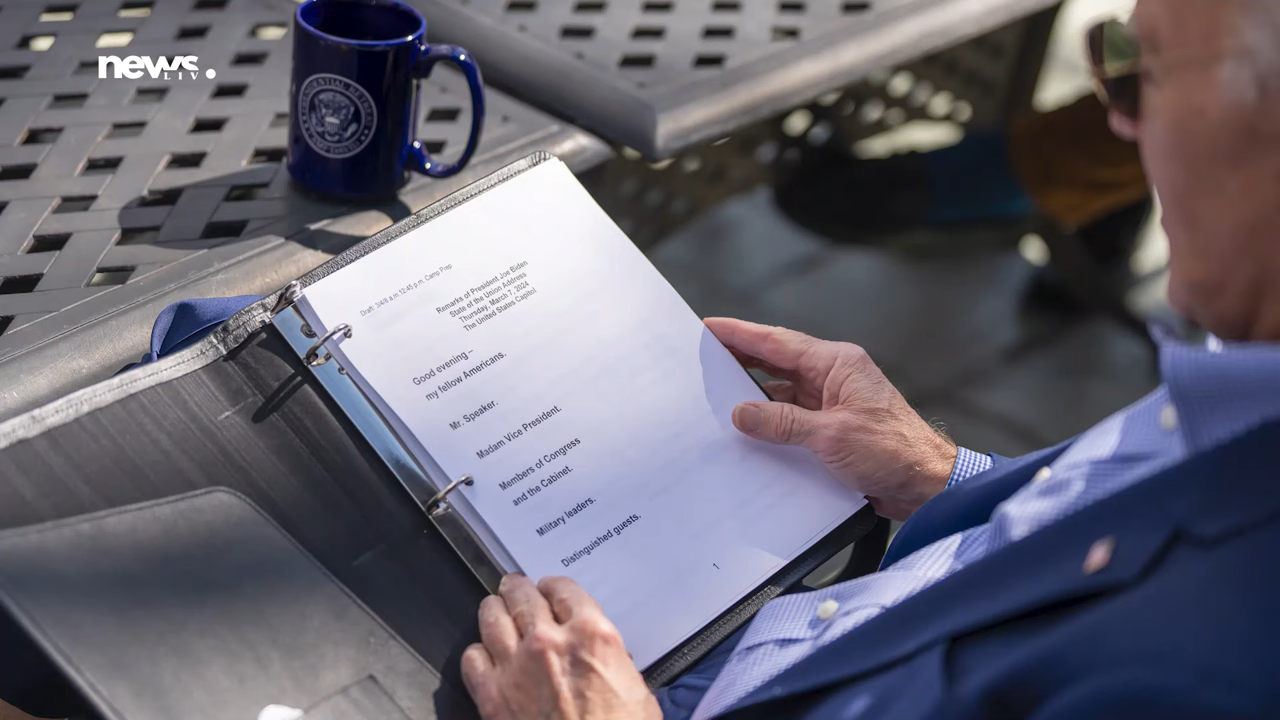 news
LIV.
Draft: 3/4/9 a.m 12:45 p.m. Camp Prep
Remarks of President Joe Biden
State of the Union Address
Thursday, March 7, 2024
The United States Capitol
Good evening –
my fellow Americans.
Mr. Speaker.
Madam Vice President.
Members of Congress
and the Cabinet.
Military leaders.
Distinguished guests.
1